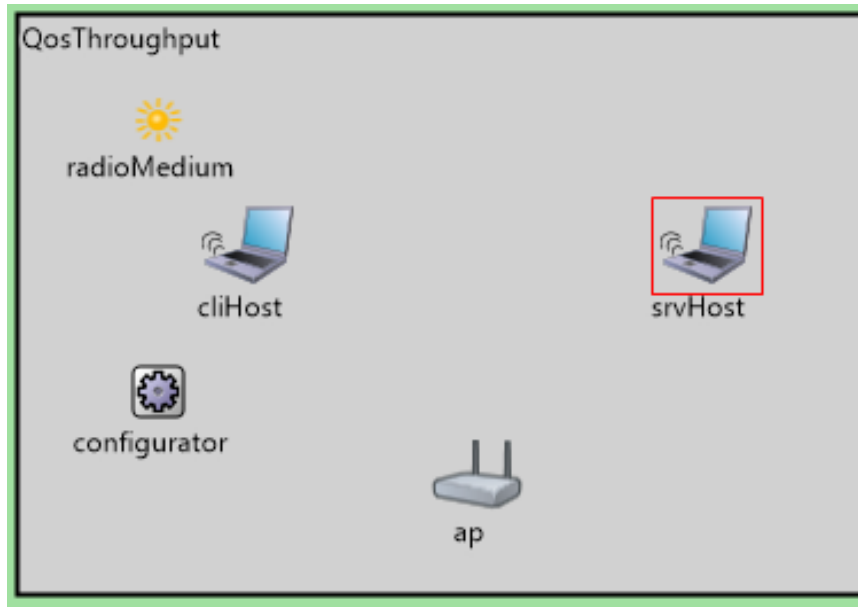 QosThroughput
radioMedium
cliHost
srvHost
configurator
ap